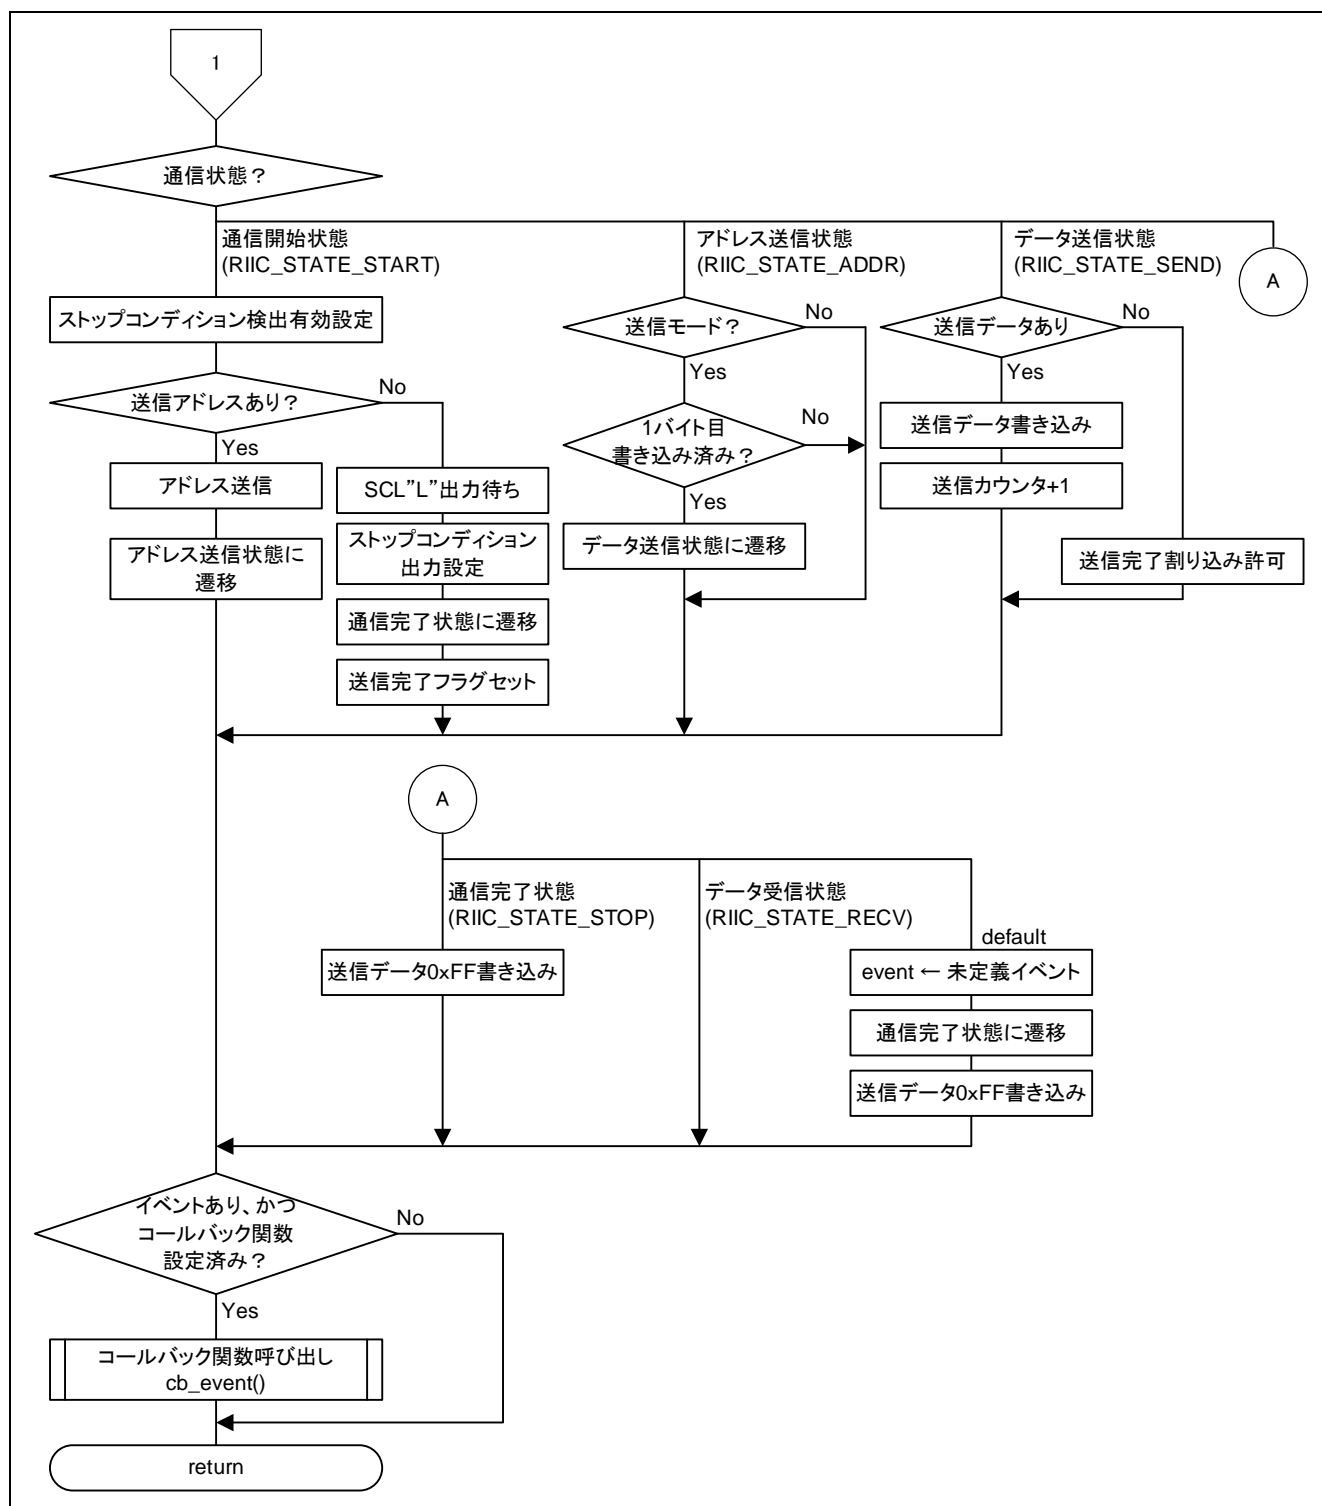 1
通信状態？
通信開始状態
(RIIC_STATE_START)
アドレス送信状態
(RIIC_STATE_ADDR)
データ送信状態
(RIIC_STATE_SEND)
A
ストップコンディション検出有効設定
送信アドレスあり？
No
Yes
アドレス送信
アドレス送信状態に
遷移
SCL”L”出力待ち
ストップコンディション
出力設定
通信完了状態に遷移
送信完了フラグセット
送信モード？
No
Yes
1バイト目
書き込み済み？
No
Yes
データ送信状態に遷移
送信データあり
No
Yes
送信データ書き込み
送信カウンタ+1
送信完了割り込み許可
A
通信完了状態
(RIIC_STATE_STOP)
データ受信状態
(RIIC_STATE_RECV)
default
送信データ0xFF書き込み
event ← 未定義イベント
通信完了状態に遷移
送信データ0xFF書き込み
イベントあり、かつ
コールバック関数
設定済み？
No
Yes
コールバック関数呼び出し
cb_event()
return